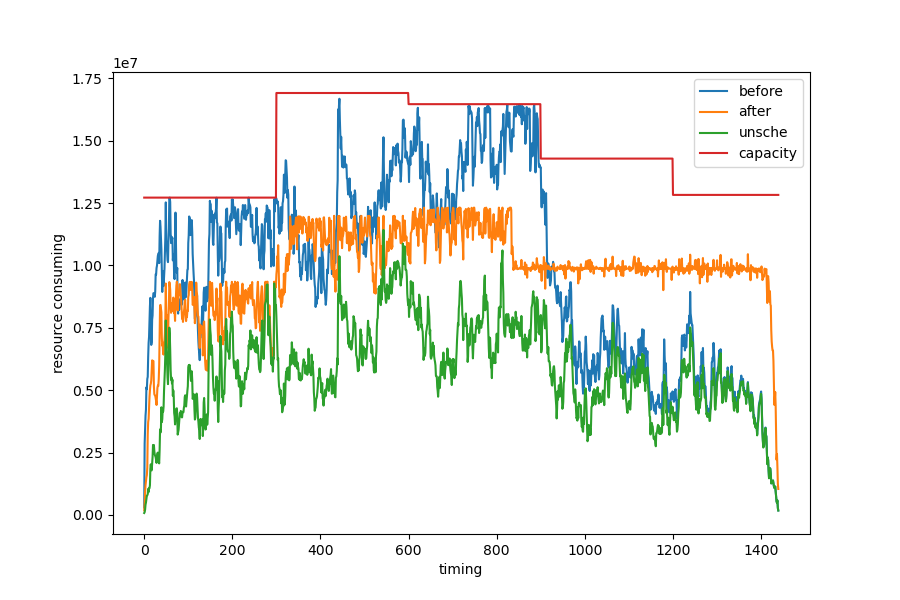 1e7
1.75
1.50
1.25
1.00
0.75
0.50
0.25
0.00
resource consuming
0 200 400 600 800 1000 1200 1400
timing
before
after
unsche
capacity